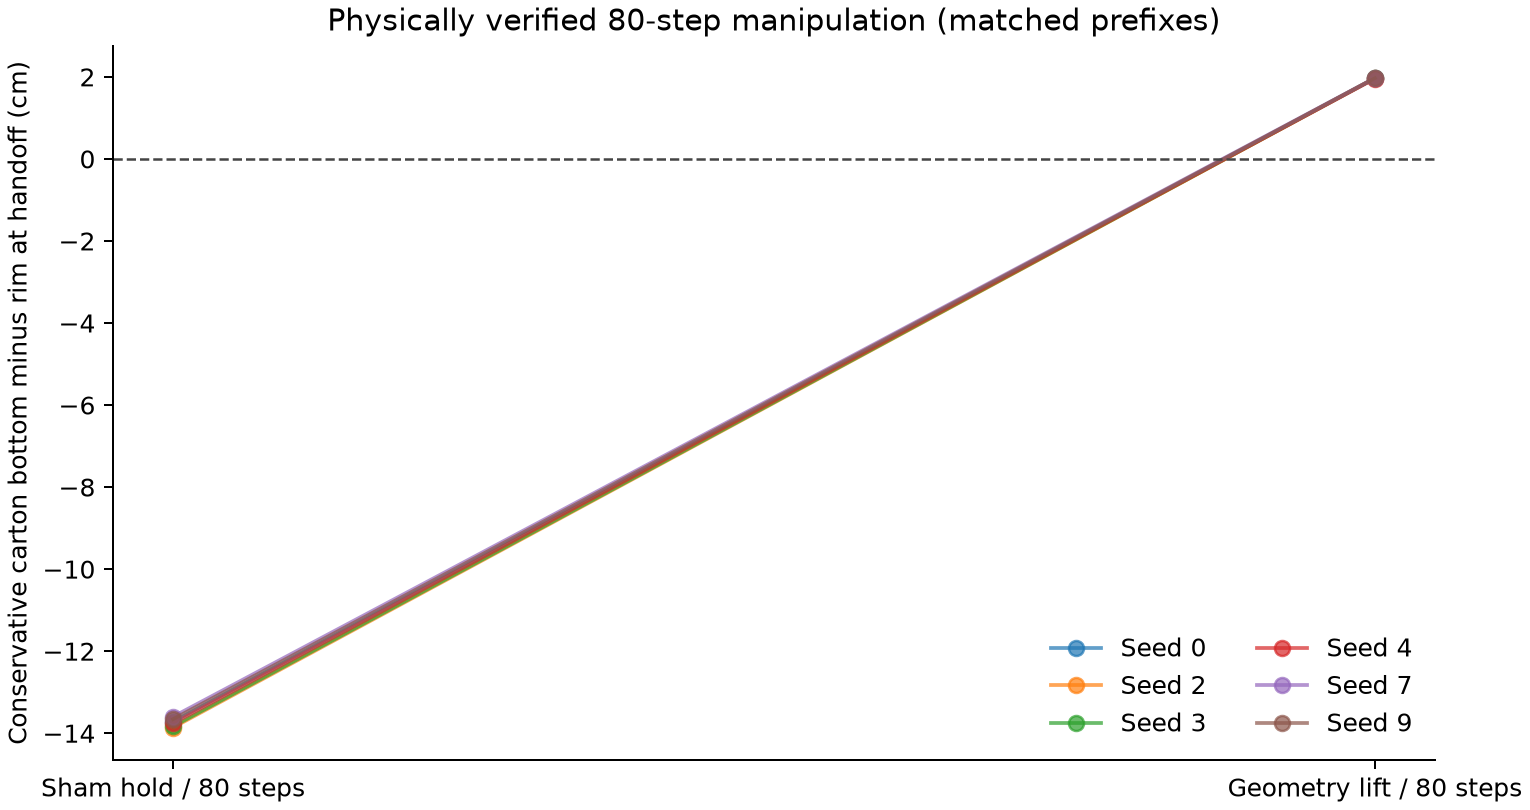 Physically verified 80-step manipulation (matched prefixes)
Conservative carton bottom minus rim at handoff (cm)
2
0
−2
−4
−6
−8
−10
−12
−14
Seed 0
Seed 2
Seed 3
Seed 4
Seed 7
Seed 9
Sham hold / 80 steps
Geometry lift / 80 steps